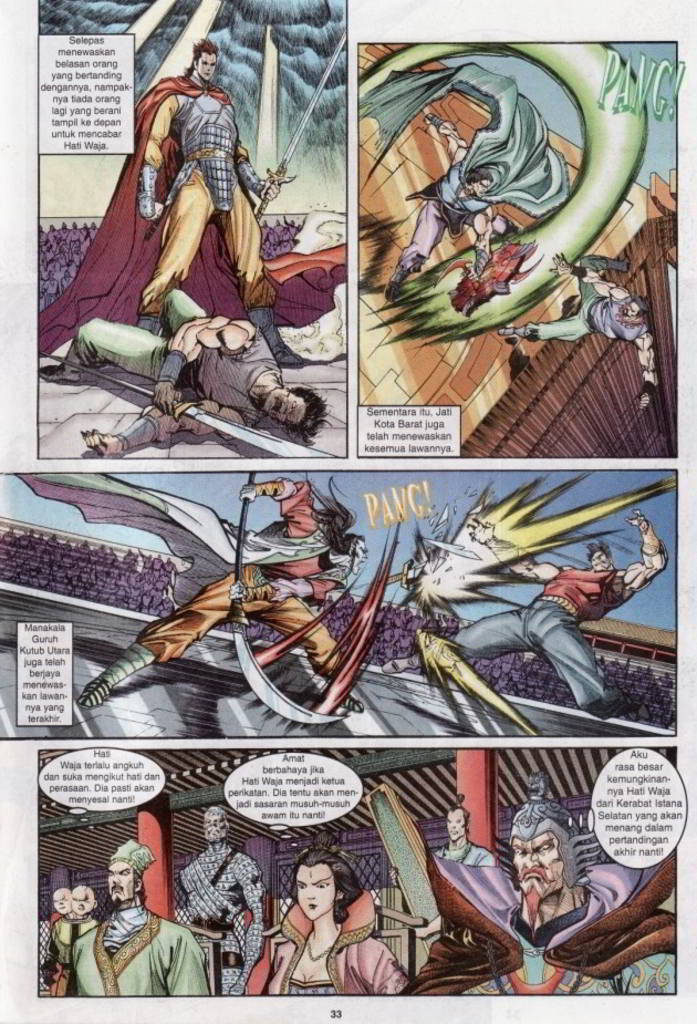 Selepas
menewaskan
belasan orang
yang bertanding
dengannya, nampak-
nya tiada orang
lagi yang berani
tampil ke depan
untuk mencabar
Hati Waja.
PANG!
Sementara itu, Jati
Kota Barat juga
telah menewaskan
kesemua lawannya.
PANG!
Manakala
Guruh
Kutub Utara
juga telah
berjaya
menewas-
kan lawan-
nya yang
terakhir.
Hati
Waja terlalu angkuh
dan suka mengikut hati dan
perasaan. Dia pasti akan
menyesal nanti!
Amat
berbahaya jika
Hati Waja menjadi ketua
perikatan. Dia tentu akan men-
jadi sasaran musuh-musuh
awam itu nanti!
Aku
rasa besar
kemungkinan-
nya Hati Waja
dari Kerabat Istana
Selatan yang akan
menang dalam
pertandingan
akhir nanti!
33